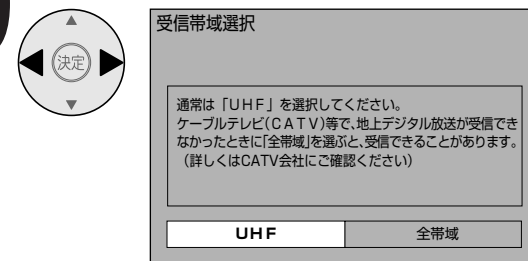 受信帯域選択
決定
通常は「UHF」を選択してください。
ケーブルテレビ(CATV)等で、地上デジタル放送が受信でき
なかったときに「全帯域」を選ぶと、受信できることがあります。
(詳しくはCATV会社にご確認ください)
UHF
全帯域